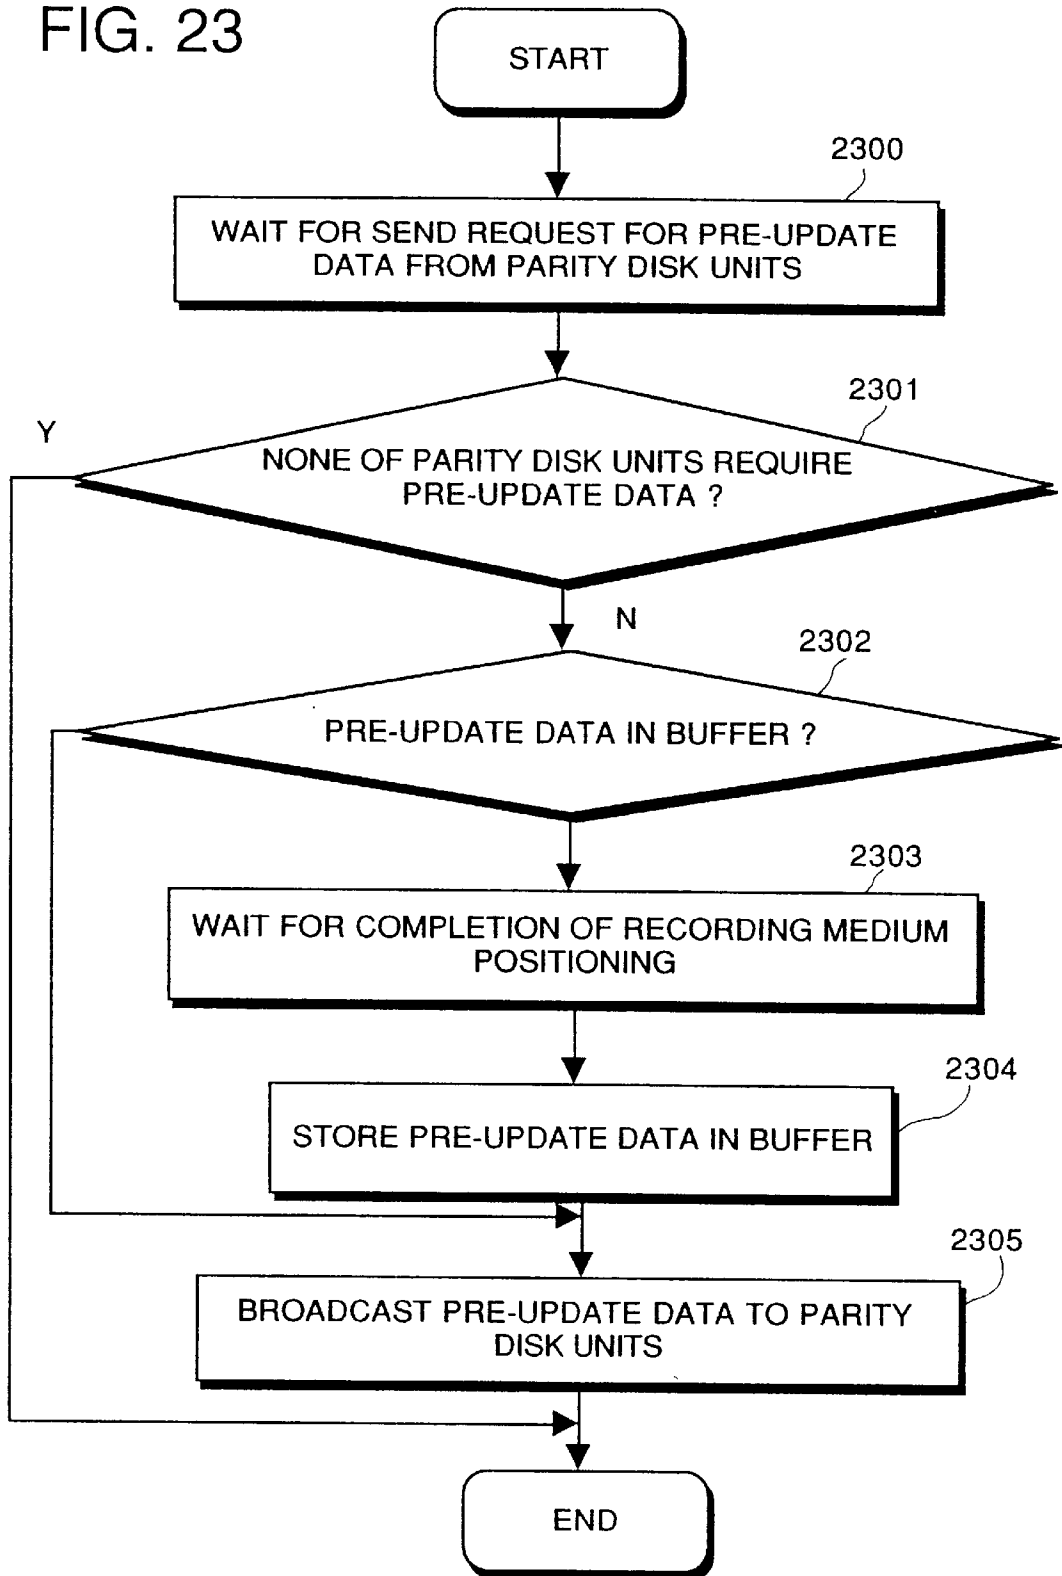 FIG. 23
START
2300
WAIT FOR SEND REQUEST FOR PRE-UPDATE
DATA FROM PARITY DISK UNITS
2301
Y
NONE OF PARITY DISK UNITS REQUIRE
PRE-UPDATE DATA ?
N
2302
PRE-UPDATE DATA IN BUFFER ?
2303
WAIT FOR COMPLETION OF RECORDING MEDIUM
POSITIONING
2304
STORE PRE-UPDATE DATA IN BUFFER
2305
BROADCAST PRE-UPDATE DATA TO PARITY
DISK UNITS
END